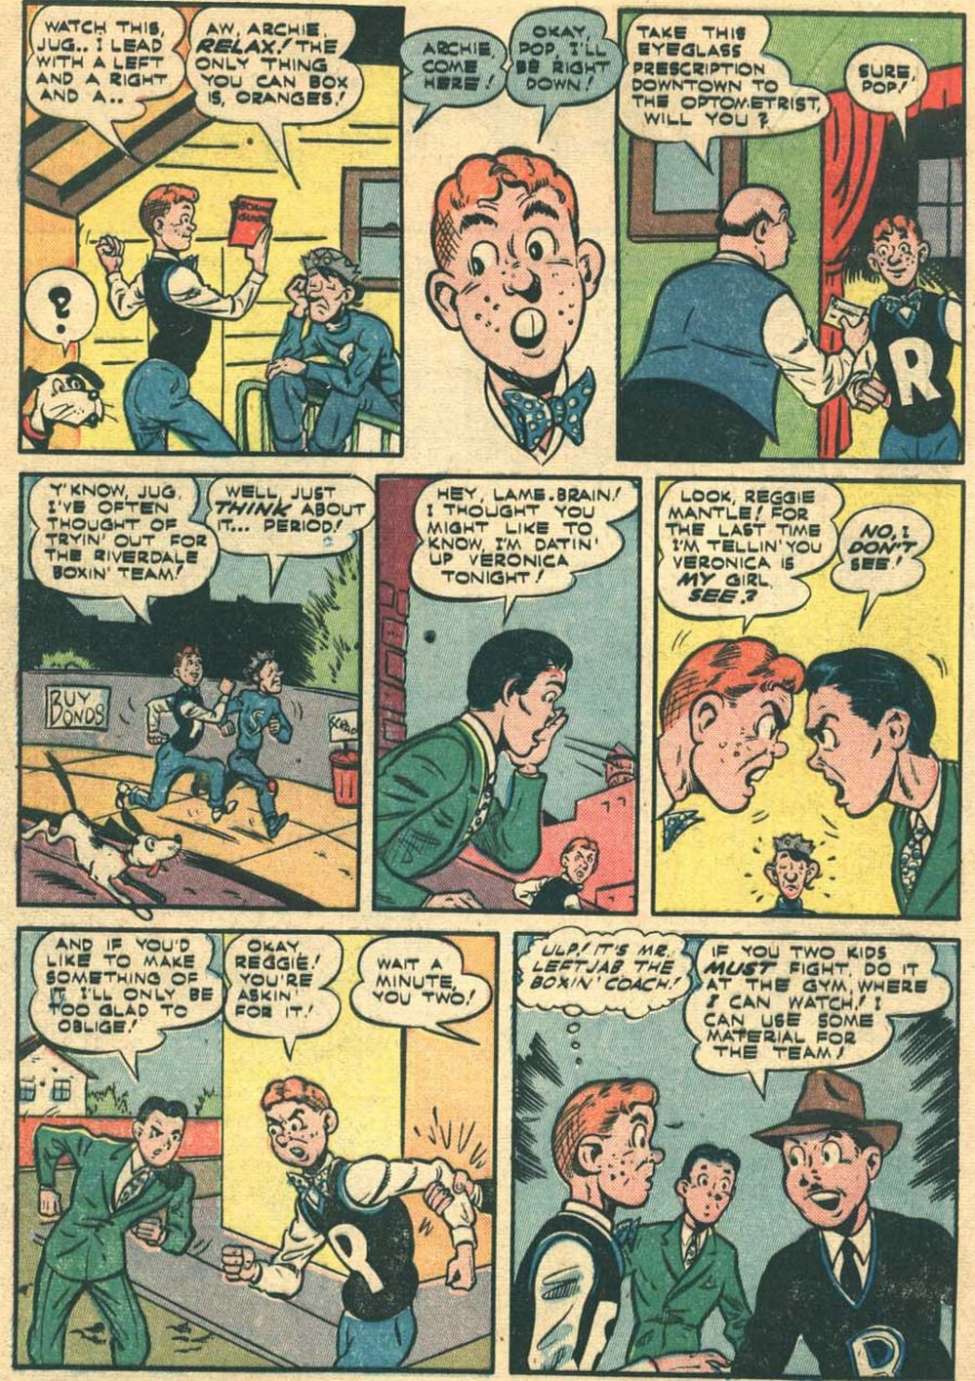 WATCH THIS,
JUG.. I LEAD
WITH A LEFT
AND A RIGHT
AND A..
AW, ARCHIE,
RELAX! THE
ONLY THING
YOU CAN BOX
IS, ORANGES!
BOXING
GUIDE
?
ARCHIE,
COME
HERE!
OKAY,
POP, I'LL
BE RIGHT
DOWN!
TAKE THIS
EYEGLASS
PRESCRIPTION
DOWNTOWN TO
THE OPTOMETRIST,
WILL YOU?
SURE,
POP!
R
Y'KNOW, JUG,
I'VE OFTEN
THOUGHT OF
TRYIN' OUT FOR
THE RIVERDALE
BOXIN' TEAM!
WELL, JUST
THINK ABOUT
IT... PERIOD!
BUY
BONDS
HEY, LAME-BRAIN!
I THOUGHT YOU
MIGHT LIKE TO
KNOW, I'M DATIN'
UP VERONICA
TONIGHT!
LOOK, REGGIE
MANTLE! FOR
THE LAST TIME
I'M TELLIN' YOU
VERONICA IS
MY GIRL,
SEE?
NO, I
DON'T
SEE!
AND IF YOU'D
LIKE TO MAKE
SOMETHING OF
IT I'LL ONLY BE
TOO GLAD TO
OBLIGE!
OKAY,
REGGIE!
YOU'RE
ASKIN'
FOR IT!
WAIT A
MINUTE,
YOU TWO!
R
ULP! IT'S MR.
LEFTJAB THE
BOXIN' COACH!
IF YOU TWO KIDS
MUST FIGHT, DO IT
AT THE GYM, WHERE
I CAN WATCH! I
CAN USE SOME
MATERIAL FOR
THE TEAM!
R